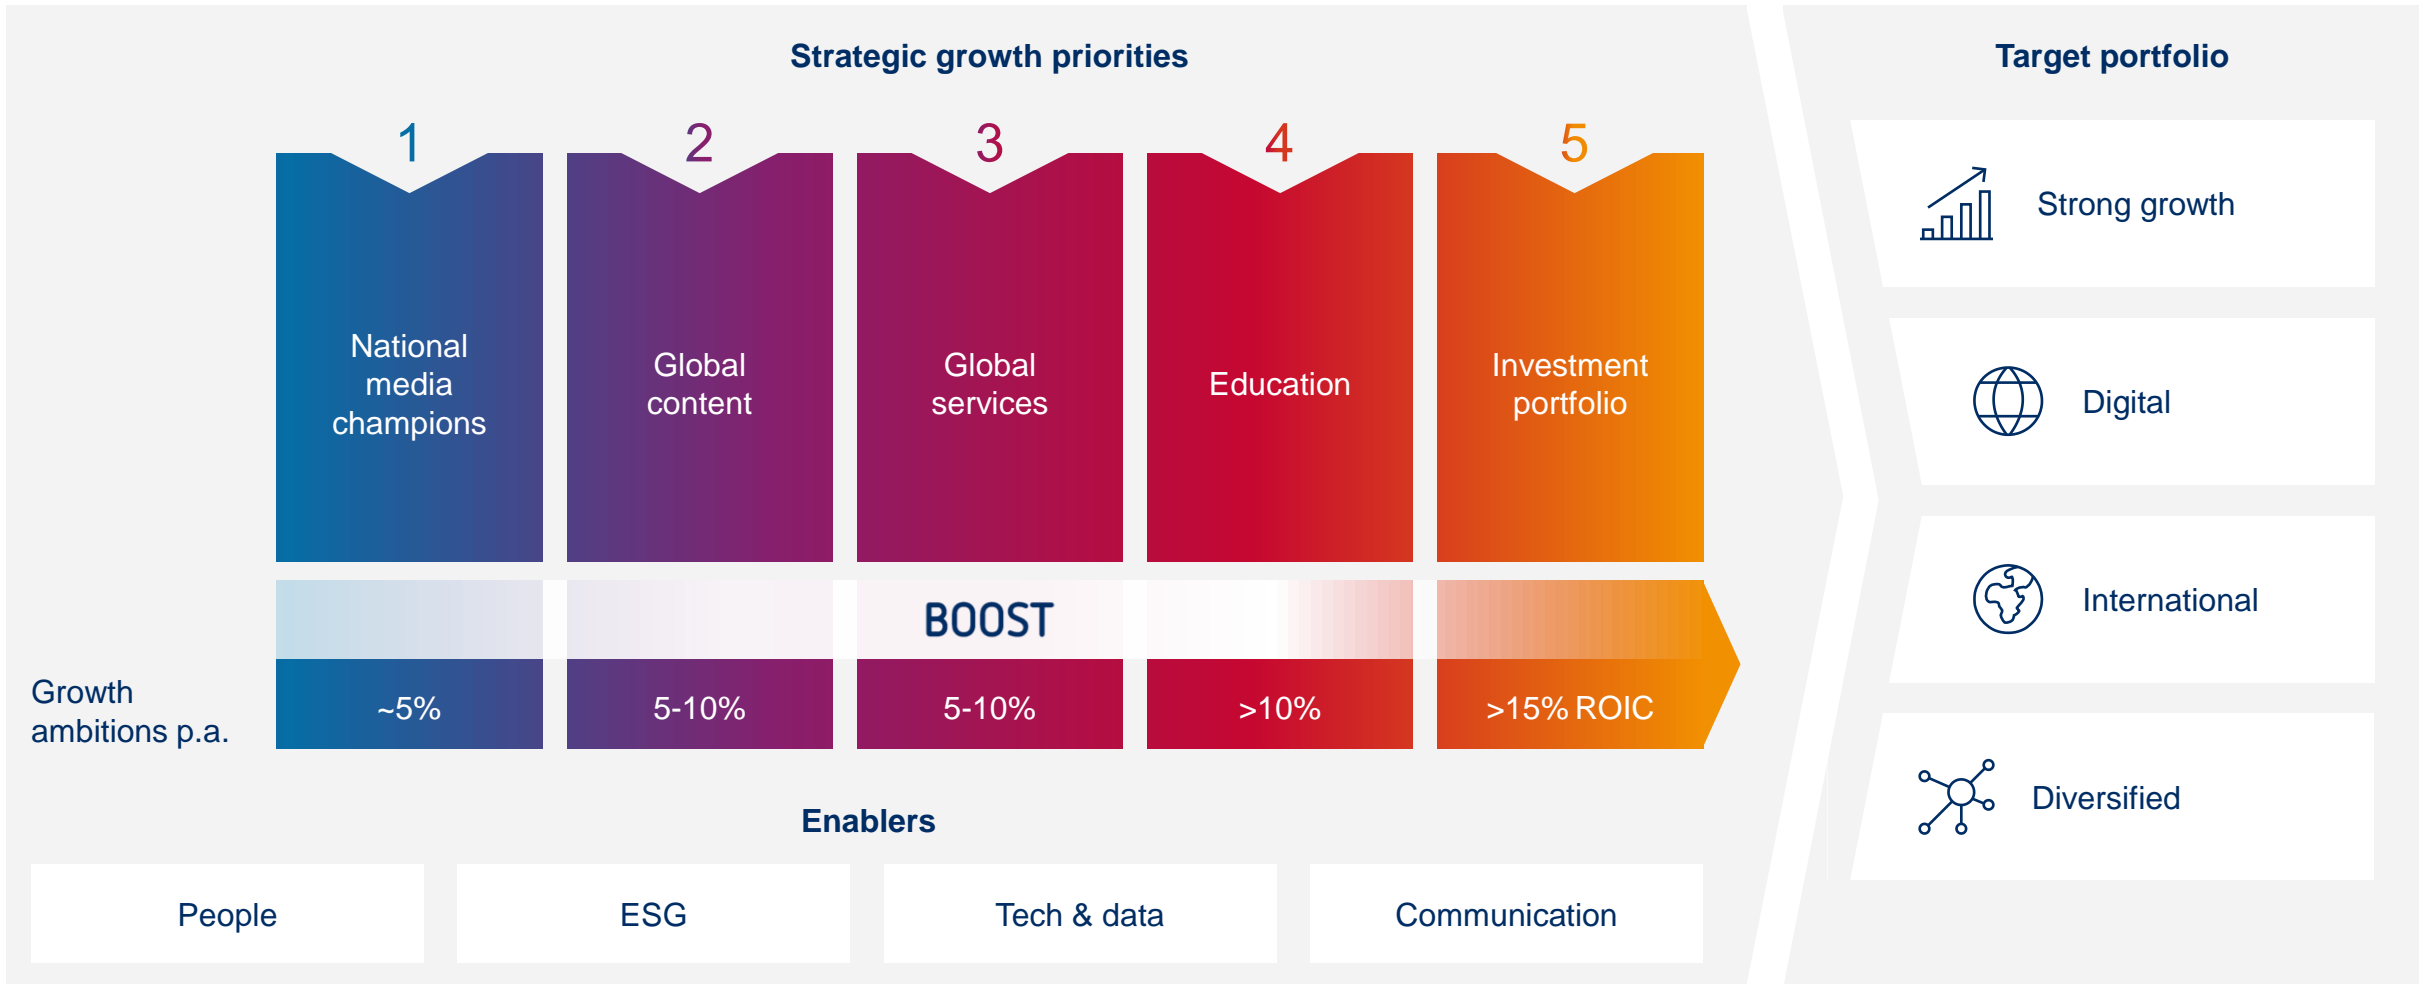 Strategic growth priorities
1
2
3
4
5
National
media
champions
Global
content
Global
services
Education
Investment
portfolio
BOOST
Growth
ambitions p.a.
~5%
5-10%
5-10%
>10%
>15% ROIC
Enablers
People
ESG
Tech & data
Communication
Target portfolio
Strong growth
Digital
International
Diversified